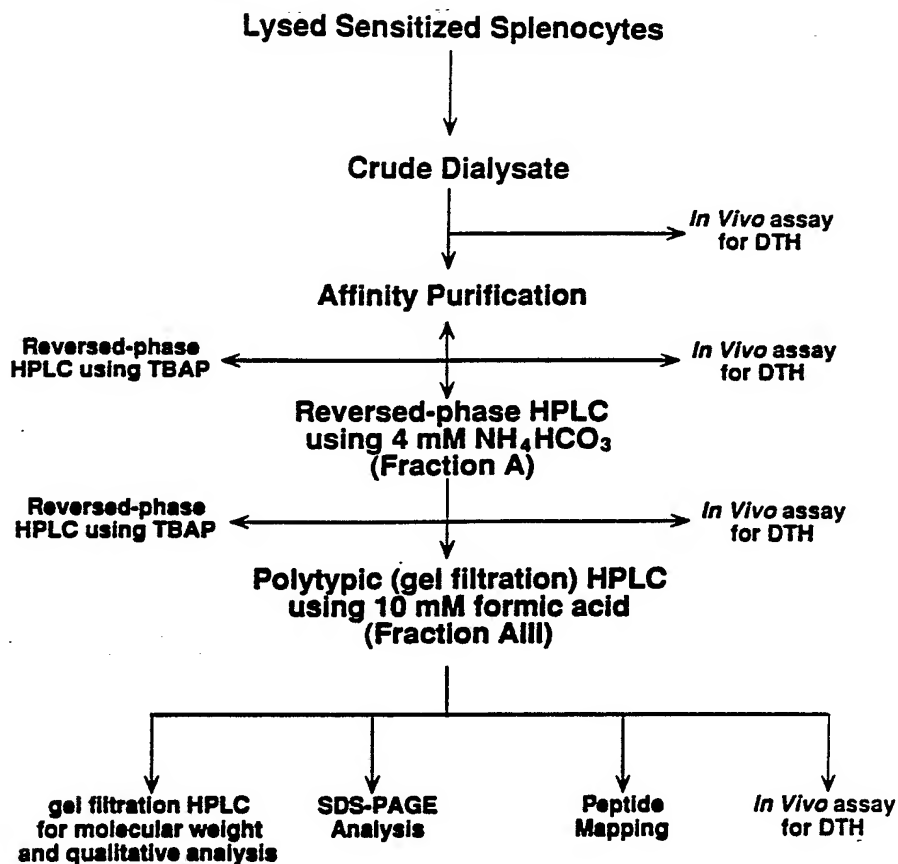 Lysed Sensitized Splenocytes
Crude Dialysate
In Vivo assay
for DTH
Affinity Purification
Reversed-phase
HPLC using TBAP
In Vivo assay
for DTH
Reversed-phase HPLC
using 4 mM NH₄HCO₃
(Fraction A)
Reversed-phase
HPLC using TBAP
In Vivo assay
for DTH
Polytypic (gel filtration) HPLC
using 10 mM formic acid
(Fraction AIII)
gel filtration HPLC
for molecular weight
and qualitative analysis
SDS-PAGE
Analysis
Peptide
Mapping
In Vivo assay
for DTH